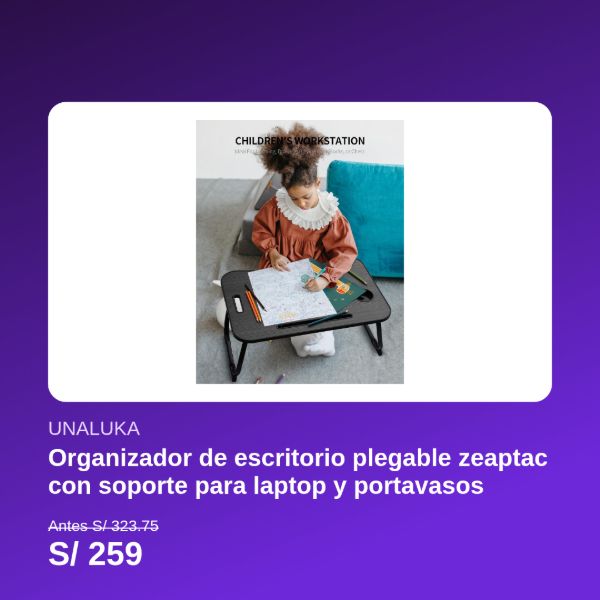 CHILDREN'S WORKSTATION
UNALUKA
Organizador de escritorio plegable zeaptac
con soporte para laptop y portavasos
Antes S/ 323.75
S/ 259